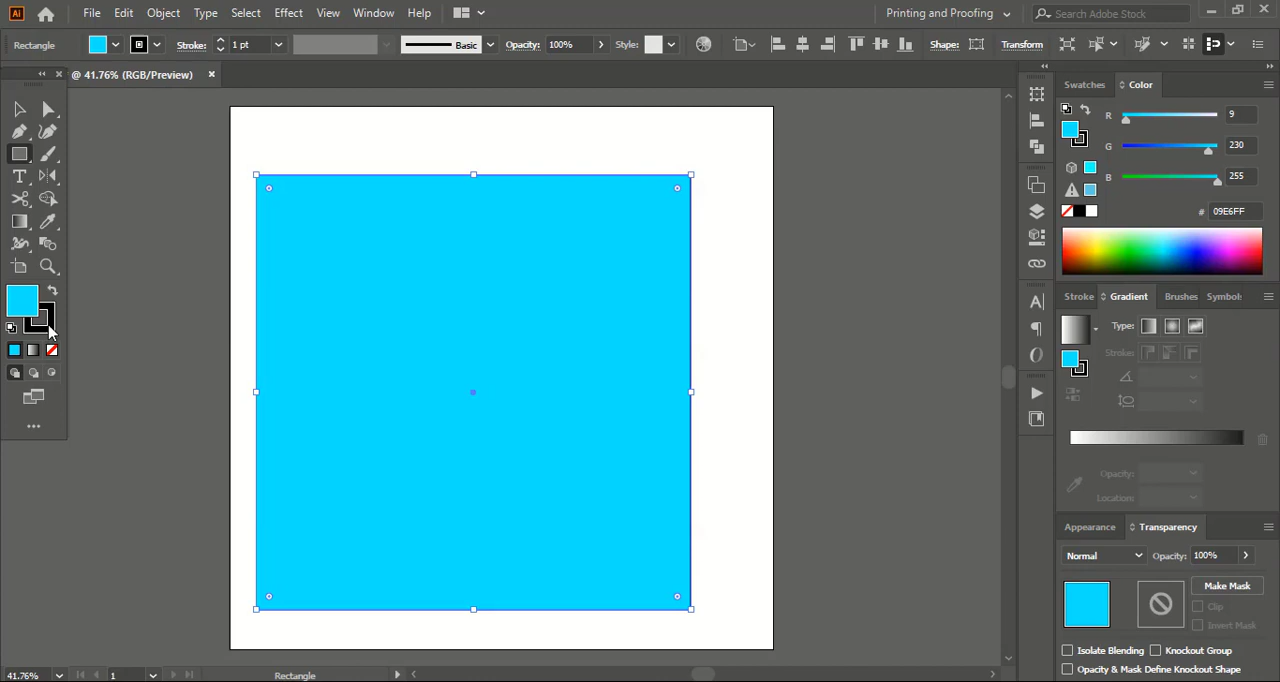 Ai File Edit Object Type Select Effect View Window Help Printing and Proofing Search Adobe Stock
Rectangle Stroke: 1 pt Basic Opacity: 100% Style: Shape: Transform
@ 41.76% (RGB/Preview)
Swatches Color
R 9
G 230
B 255
# 09E6FF
Stroke Gradient Brushes Symbol:
Type:
Stroke:
Opacity:
Location:
Appearance Transparency
Normal Opacity: 100%
Make Mask
Clip
Invert Mask
Isolate Blending Knockout Group
Opacity & Mask Define Knockout Shape
41.76% 1 Rectangle